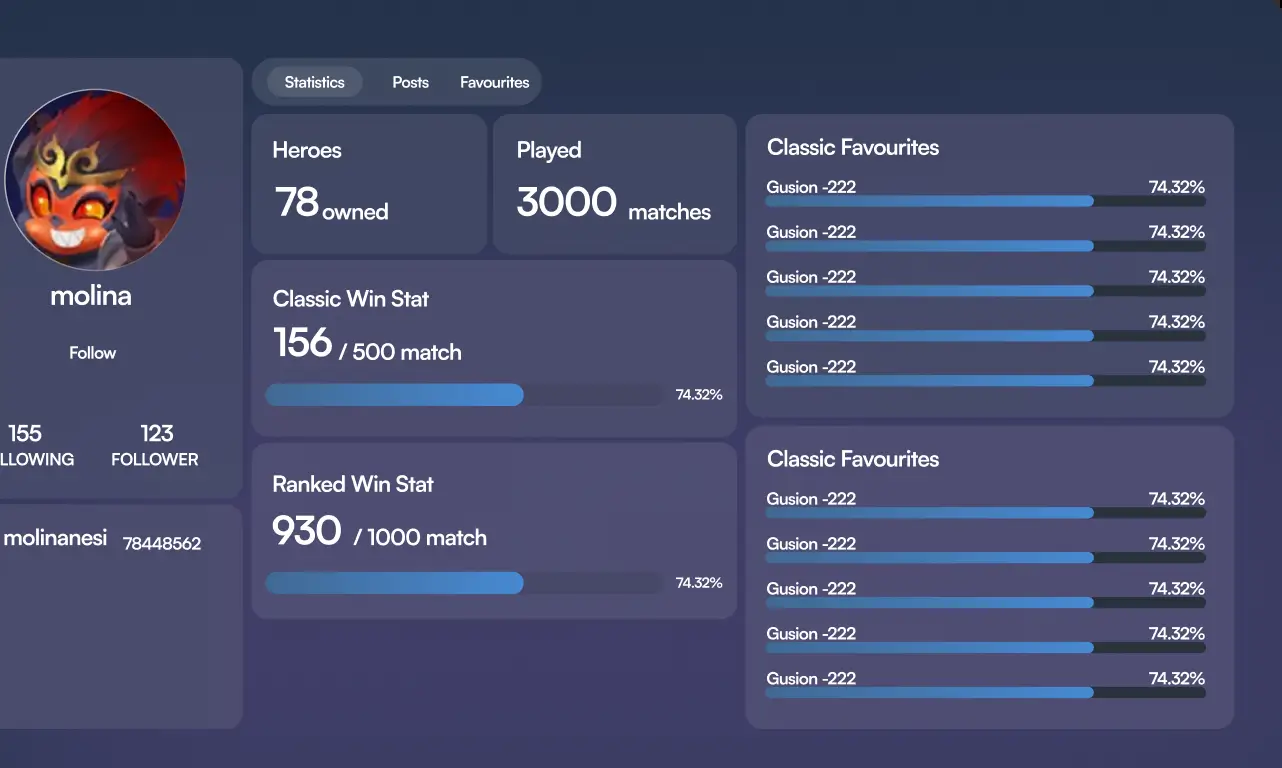 molina
Follow
155
LLOWING
123
FOLLOWER
molinanesi 78448562
Statistics Posts Favourites
Heroes
78 owned
Played
3000 matches
Classic Win Stat
156 / 500 match
74.32%
Ranked Win Stat
930 / 1000 match
74.32%
Classic Favourites
Gusion -222 74.32%
Gusion -222 74.32%
Gusion -222 74.32%
Gusion -222 74.32%
Gusion -222 74.32%
Classic Favourites
Gusion -222 74.32%
Gusion -222 74.32%
Gusion -222 74.32%
Gusion -222 74.32%
Gusion -222 74.32%